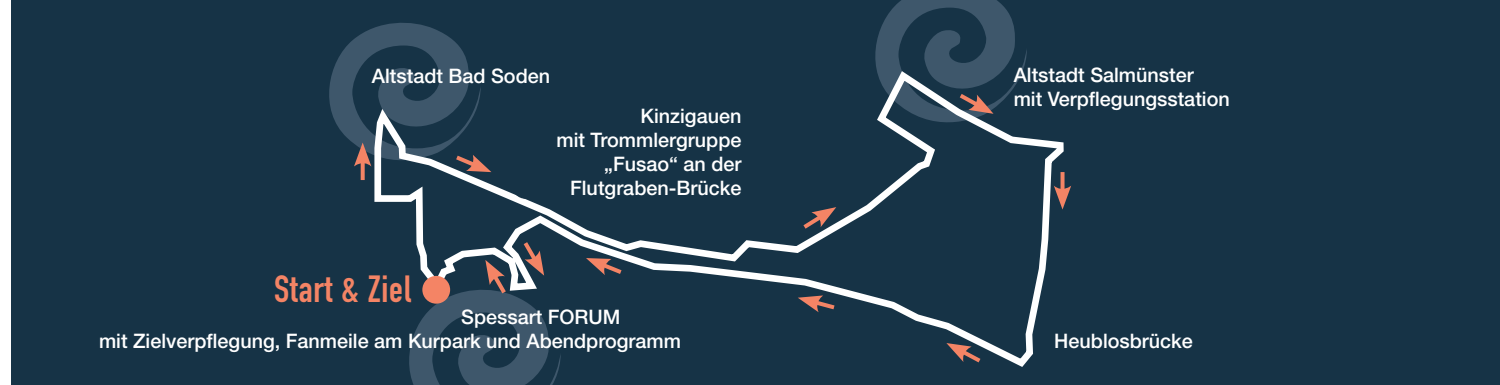 Altstadt Bad Soden
Altstadt Salmünster
mit Verpflegungsstation
Kinzigauen
mit Trommlergruppe
„Fusao“ an der
Flutgraben-Brücke
Start & Ziel
Spessart FORUM
mit Zielverpflegung, Fanmeile am Kurpark und Abendprogramm
Heublosbrücke